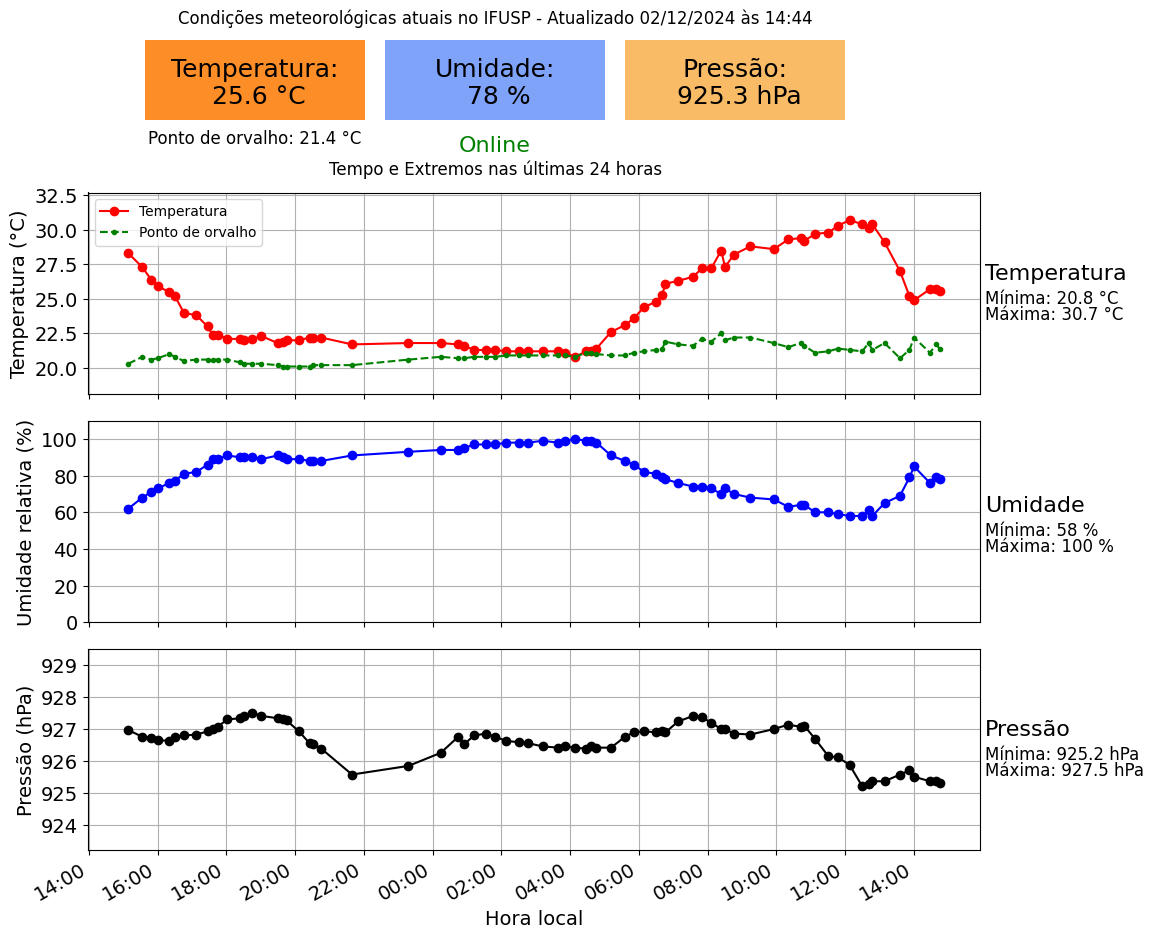 Condições meteorológicas atuais no IFUSP - Atualizado 02/12/2024 às 14:44
Temperatura:
25.6 °C
Umidade:
78 %
Pressão:
925.3 hPa
Ponto de orvalho: 21.4 °C
Online
Tempo e Extremos nas últimas 24 horas
Temperatura (°C)
32.5
30.0
27.5
25.0
22.5
20.0
Temperatura
Ponto de orvalho
Temperatura
Mínima: 20.8 °C
Máxima: 30.7 °C
Umidade relativa (%)
100
80
60
40
20
0
Umidade
Mínima: 58 %
Máxima: 100 %
Pressão (hPa)
929
928
927
926
925
924
Pressão
Mínima: 925.2 hPa
Máxima: 927.5 hPa
14:00 16:00 18:00 20:00 22:00 00:00 02:00 04:00 06:00 08:00 10:00 12:00 14:00
Hora local